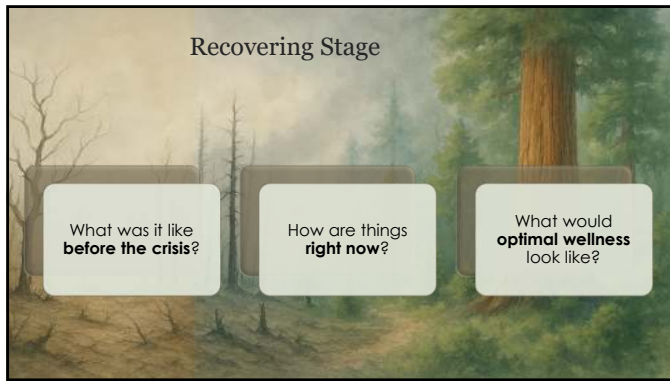 Recovering Stage
What was it like
before the crisis?
How are things
right now?
What would
optimal wellness
look like?